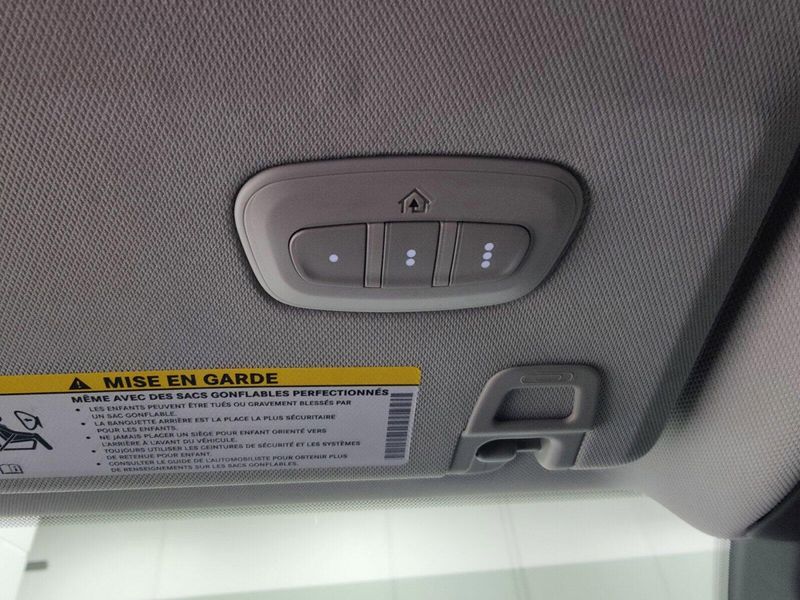 MISE EN GARDE
MÊME AVEC DES SACS GONFLABLES PERFECTIONNÉS
• LES ENFANTS PEUVENT ÊTRE TUÉS OU GRAVEMENT BLESSÉS PAR
UN SAC GONFLABLE.
• LA BANQUETTE ARRIÈRE EST LA PLACE LA PLUS SÉCURITAIRE
POUR LES ENFANTS.
• NE JAMAIS PLACER UN SIÈGE POUR ENFANT ORIENTÉ VERS
L'ARRIÈRE À L'AVANT DU VÉHICULE.
• TOUJOURS UTILISER LES CEINTURES DE SÉCURITÉ ET LES SYSTÈMES
DE RETENUE POUR ENFANT.
• CONSULTER LE GUIDE DE L'AUTOMOBILISTE POUR OBTENIR PLUS
DE RENSEIGNEMENTS SUR LES SACS GONFLABLES.